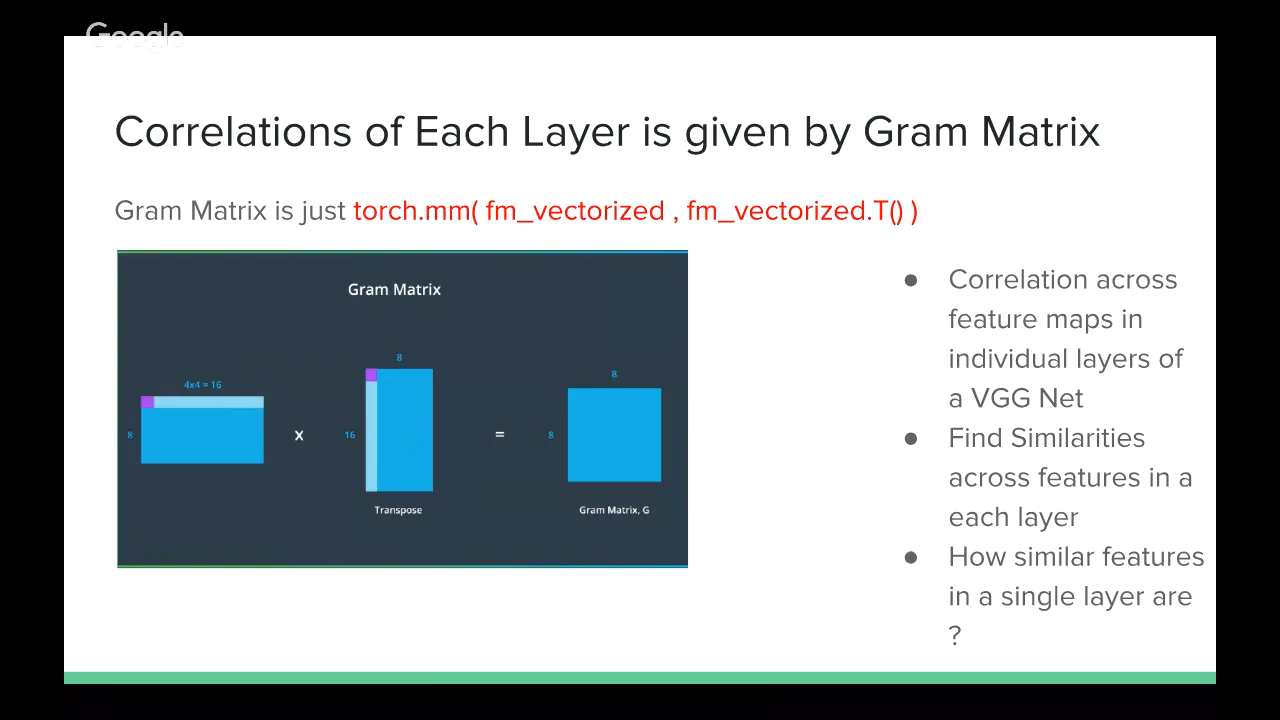 Google
Correlations of Each Layer is given by Gram Matrix
Gram Matrix is just torch.mm( fm_vectorized , fm_vectorized.T() )
Gram Matrix
4x4 = 16
8
x
8
16
Transpose
=
8
8
Gram Matrix, G
● Correlation across
feature maps in
individual layers of
a VGG Net
● Find Similarities
across features in a
each layer
● How similar features
in a single layer are
?